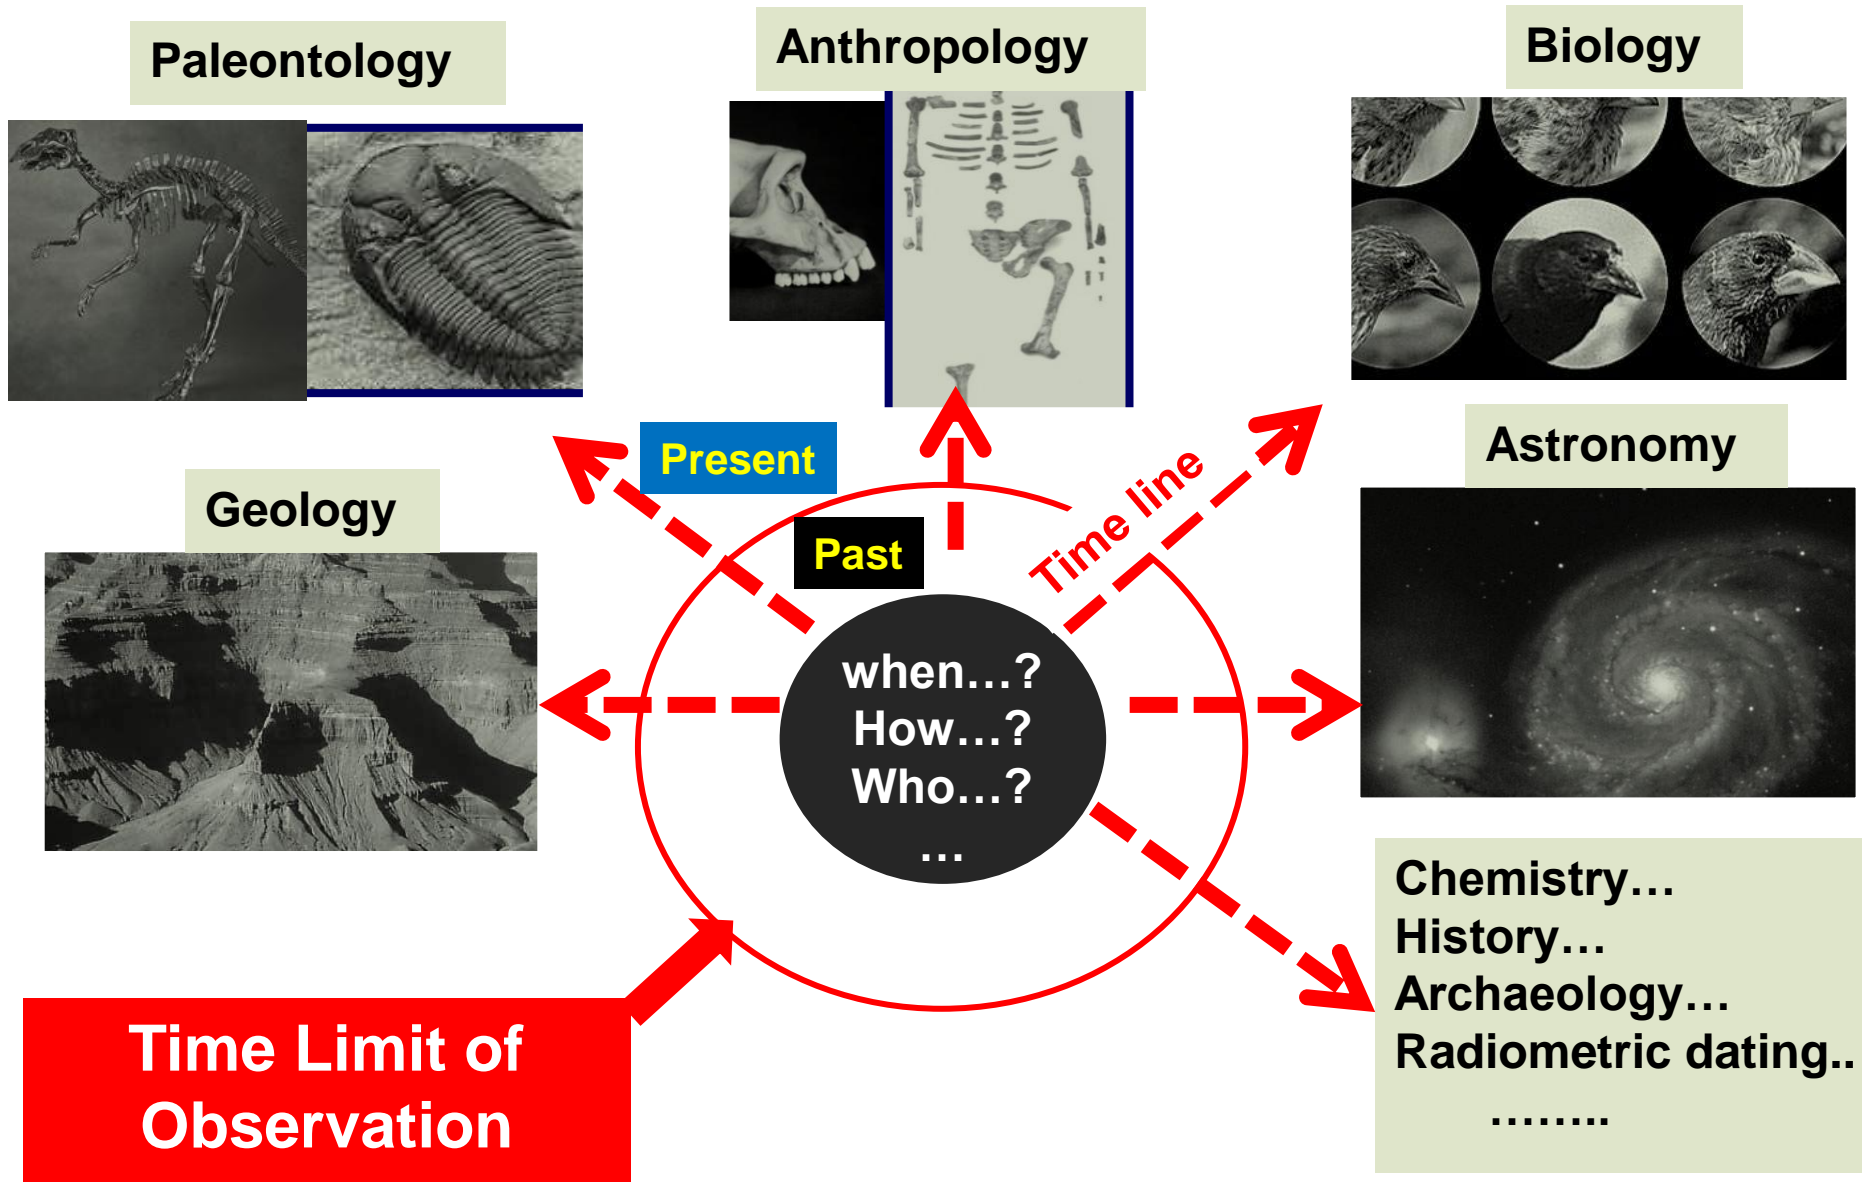 Paleontology
Anthropology
Biology
Present
Past
Time line
Geology
Astronomy
when…?
How…?
Who…?
…
Chemistry…
History…
Archaeology…
Radiometric dating..
……..
Time Limit of
Observation